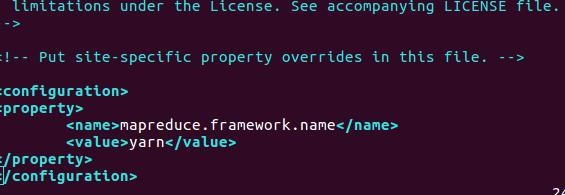 limitations under the License. See accompanying LICENSE file.
-->
<!-- Put site-specific property overrides in this file. -->
<configuration>
<property>
<name>mapreduce.framework.name</name>
<value>yarn</value>
</property>
</configuration>